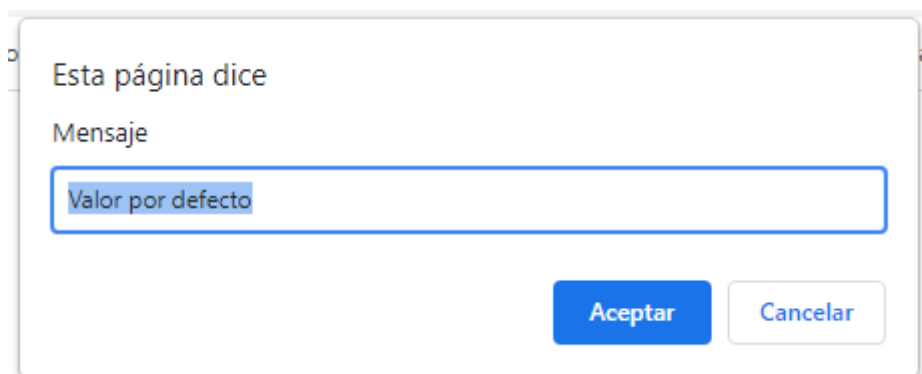 Esta página dice
Mensaje
Valor por defecto
Aceptar Cancelar